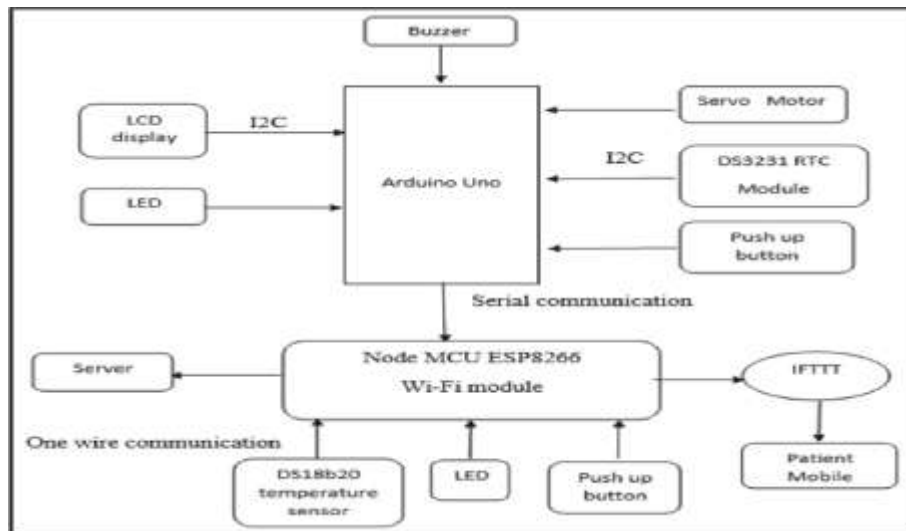 Buzzer
LCD
display
I2C
Servo Motor
Arduino Uno
I2C
DS3231 RTC
Module
LED
Push up
button
Serial communication
Node MCU ESP8266
Wi-Fi module
Server
IFTTT
One wire communication
DS18b20
temperature
sensor
LED
Push up
button
Patient
Mobile